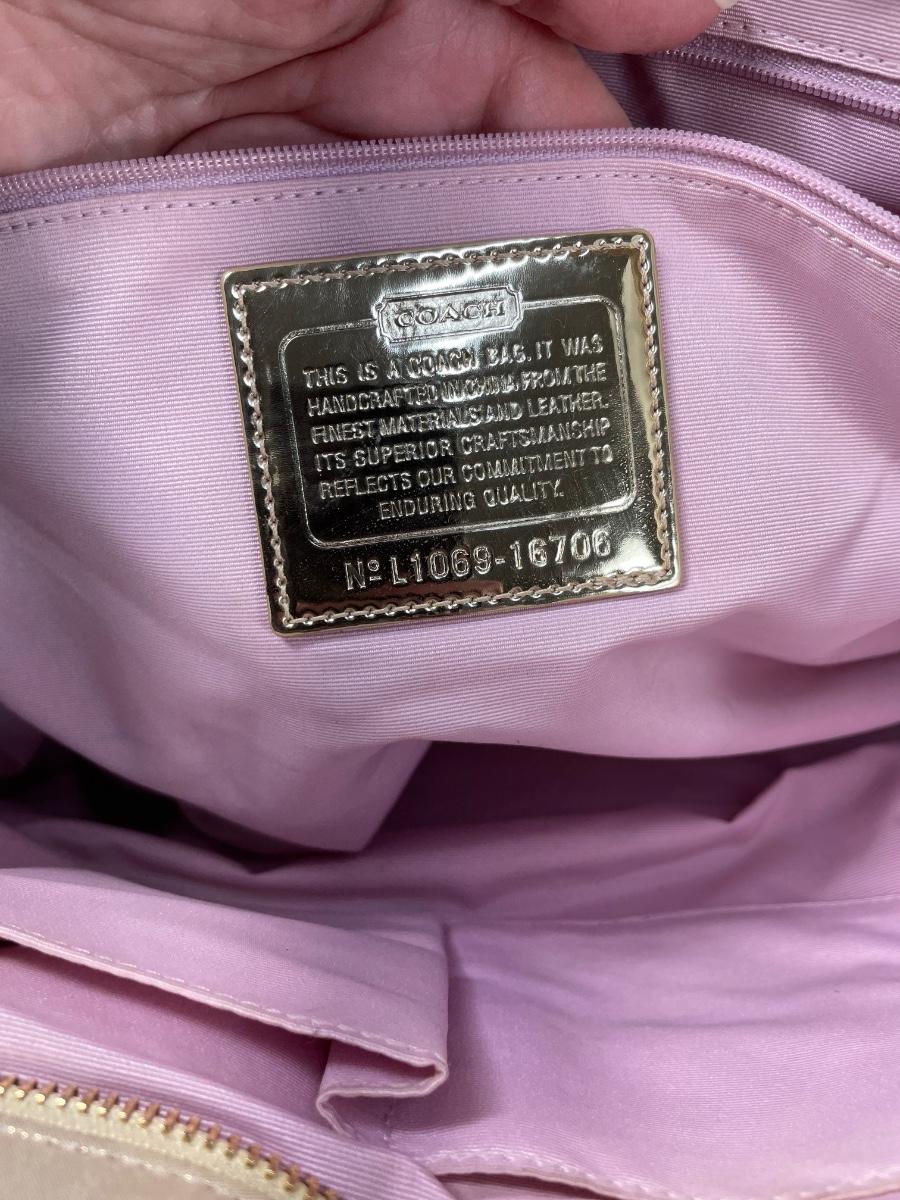 COACH
THIS IS A COACH BAG. IT WAS
HANDCRAFTED IN CHINA FROM THE
FINEST MATERIALS AND LEATHER.
ITS SUPERIOR CRAFTSMANSHIP
REFLECTS OUR COMMITMENT TO
ENDURING QUALITY.
Nº L1069-16706